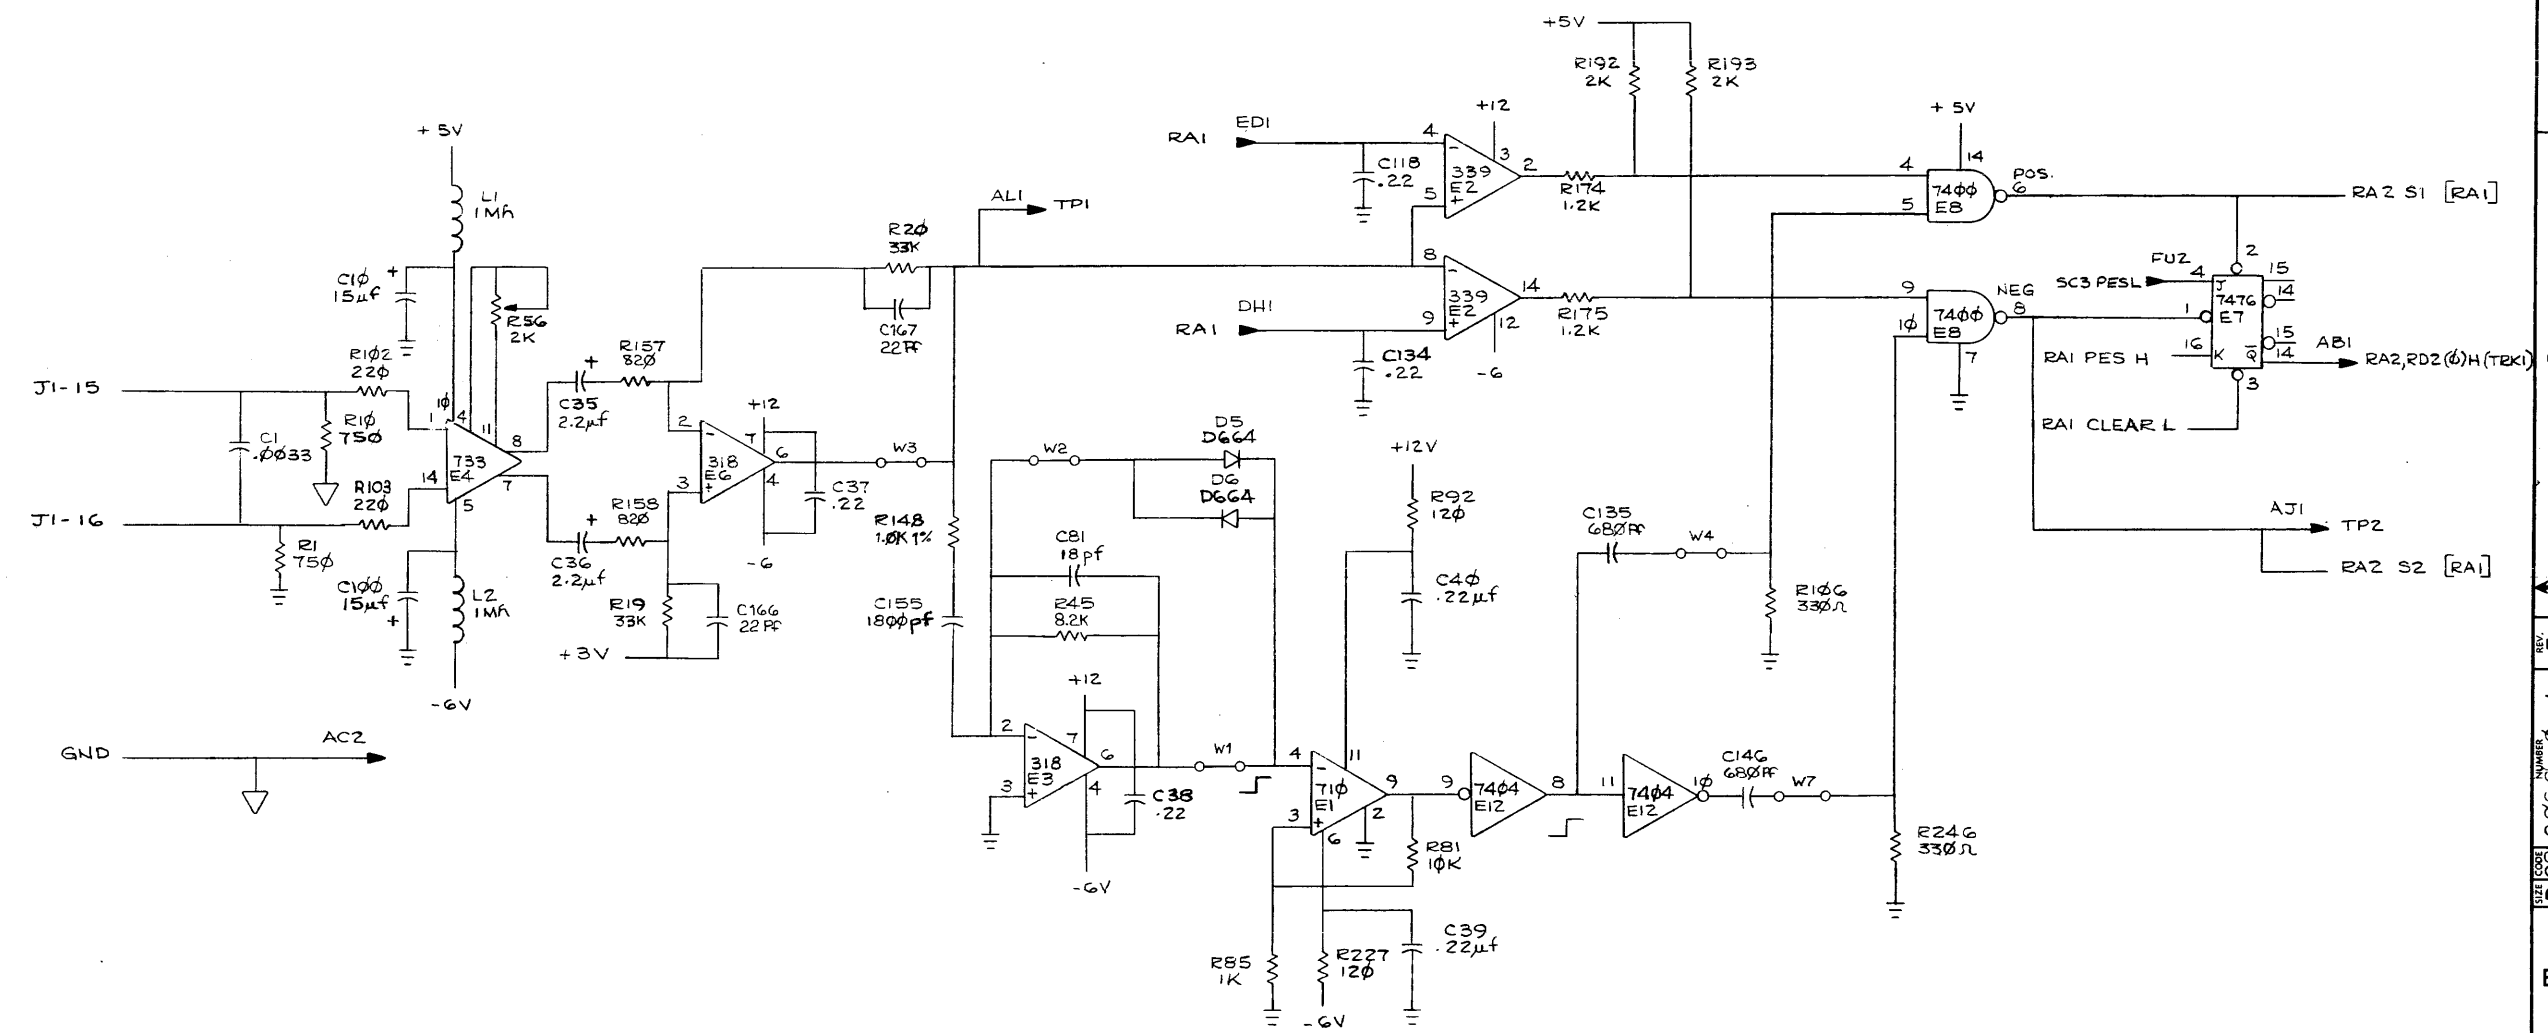 +5V
R192
2K
R193
2K
+12
+ 5V
RA1
ED1
4
-
3
339
E2
2
5
+
C118
.22
R174
1.2K
4
14
7400
E8
5
POS.
6
RA2 S1 [RA1]
+ 5V
L1
1Mh
C10
15µf
+
R56
2K
AL1
TP1
R20
33K
C167
22Pf
8
-
339
E2
14
9
+
12
-6
RA1
DH1
C134
.22
R175
1.2K
9
7400
E8
10
7
NEG
8
FU2
SC3 PESL
4
2
J
7476
E7
15
14
1
15
16
K
Q̅
14
3
AB1
RA2,RD2(0)H(TRK1)
RA1 PES H
RA1 CLEAR L
J1-15
R102
220
10
4
1
11
733
E4
8
7
14
5
C1
.0033
R10
750
R103
220
J1-16
R1
750
C100
15µf
+
L2
1Mh
-6V
+
C35
2.2µf
R157
820
+
C36
2.2µf
R158
820
R19
33K
C166
22Pf
+3V
+12
2
-
7
318
E6
6
3
+
4
-6
C37
.22
W3
R148
1.0K 1%
C155
1800pf
W2
D5
D664
D6
D664
C81
18pf
R45
8.2K
+12
2
-
7
318
E3
6
3
+
4
-6V
C38
.22
W1
+12V
R92
120
C40
.22µf
4
-
11
710
E1
9
3
+
2
6
R81
10K
R85
1K
R227
120
-6V
C39
.22µf
9
7404
E12
8
C135
680Pf
W4
R106
330Ω
11
7404
E12
10
C146
680Pf
W7
R246
330Ω
AJ1
TP2
RA2 S2 [RA1]
GND
AC2
REV.
NUMBER
SIZE
CODE